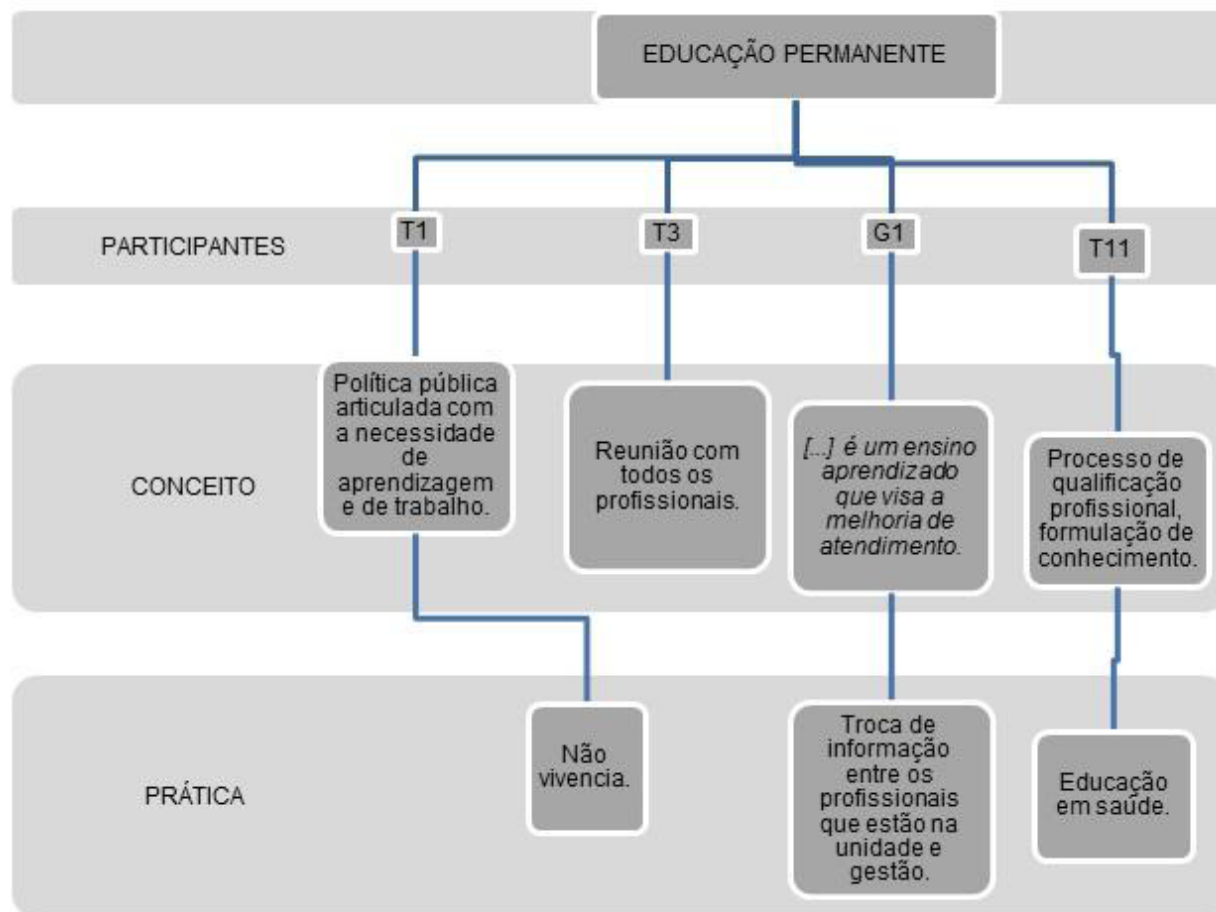 EDUCAÇÃO PERMANENTE
PARTICIPANTES
T1
T3
G1
T11
CONCEITO
Política pública
articulada com
a necessidade
de
aprendizagem
e de trabalho.
Reunião com
todos os
profissionais.
[...] é um ensino
aprendizado
que visa a
melhoria de
atendimento.
Processo de
qualificação
profissional,
formulação de
conhecimento.
PRÁTICA
Não
vivencia.
Troca de
informação
entre os
profissionais
que estão na
unidade e
gestão.
Educação
em saúde.